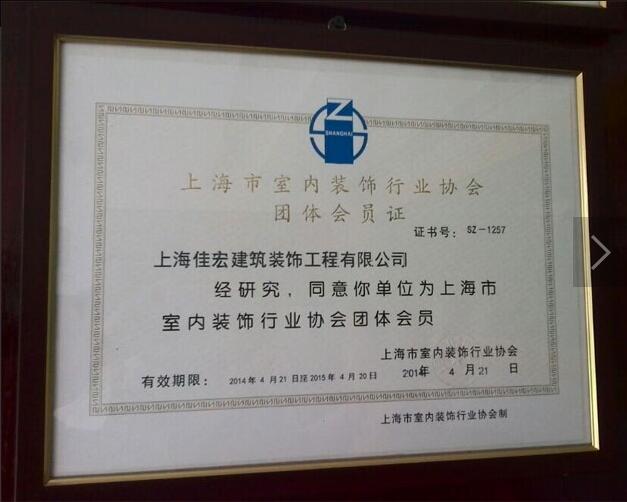 Z
SHANGHAI
上海市室内装饰行业协会
团体会员证
证书号：SZ-1257
上海佳宏建筑装饰工程有限公司
经研究，同意你单位为上海市
室内装饰行业协会团体会员
上海市室内装饰行业协会
有效期限：2014年4月21日至2015年4月20日 2014年4月21日
上海市室内装饰行业协会制